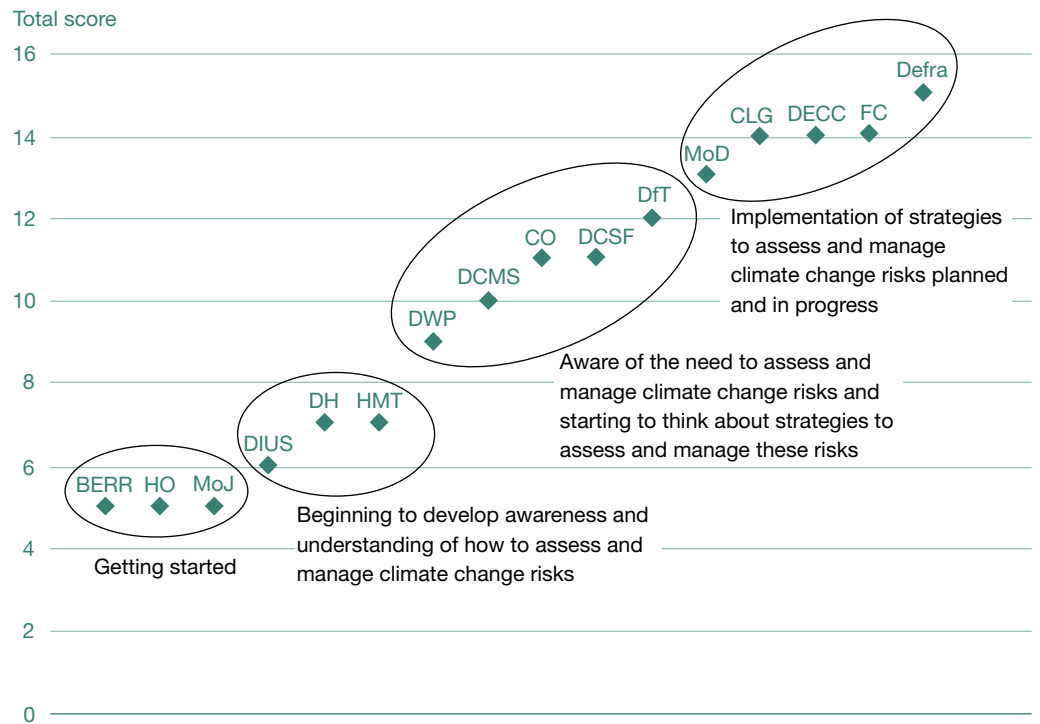 Total score
16
Defra
CLG DECC FC
14
MoD
DfT
12
Implementation of strategies
to assess and manage
climate change risks planned
and in progress
CO DCSF
DCMS
10
DWP
Aware of the need to assess and
manage climate change risks and
starting to think about strategies to
assess and manage these risks
8
DH HMT
DIUS
6
BERR HO MoJ
Beginning to develop awareness and
understanding of how to assess and
manage climate change risks
4
Getting started
2
0